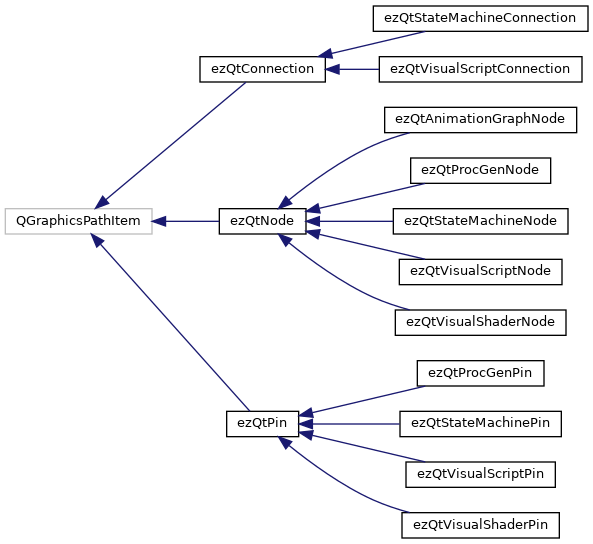 ezQtStateMachineConnection
ezQtConnection
ezQtVisualScriptConnection
ezQtAnimationGraphNode
ezQtProcGenNode
QGraphicsPathItem
ezQtNode
ezQtStateMachineNode
ezQtVisualScriptNode
ezQtVisualShaderNode
ezQtProcGenPin
ezQtPin
ezQtStateMachinePin
ezQtVisualScriptPin
ezQtVisualShaderPin